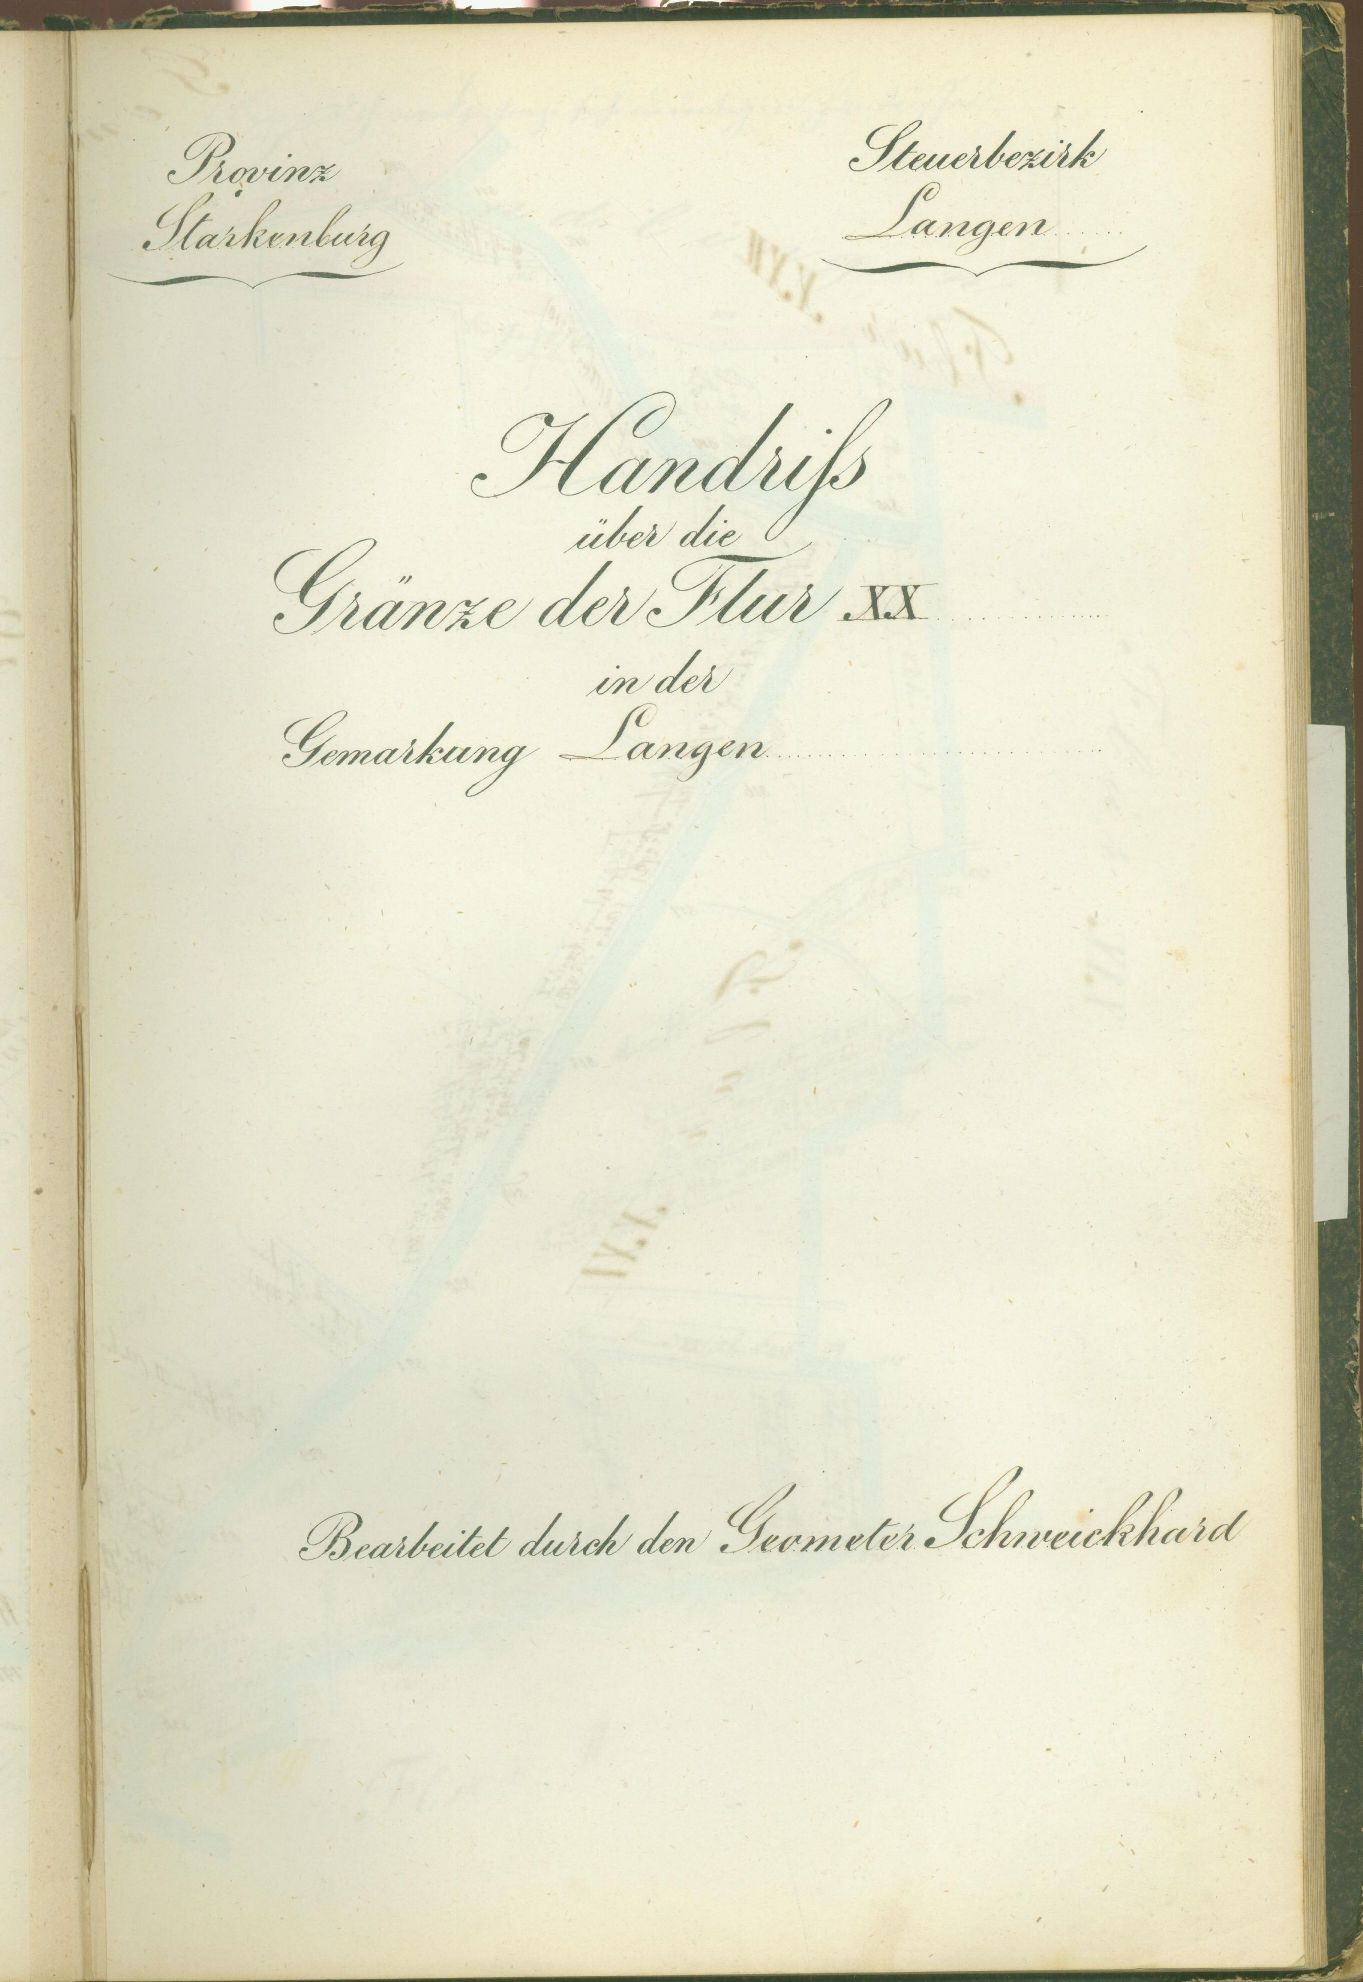 Provinz
Starkenburg
Steuerbezirk
Langen
Handriſs
über die
Gränze der Flur XX
in der
Gemarkung Langen
Bearbeitet durch den Geometer Schweickhard